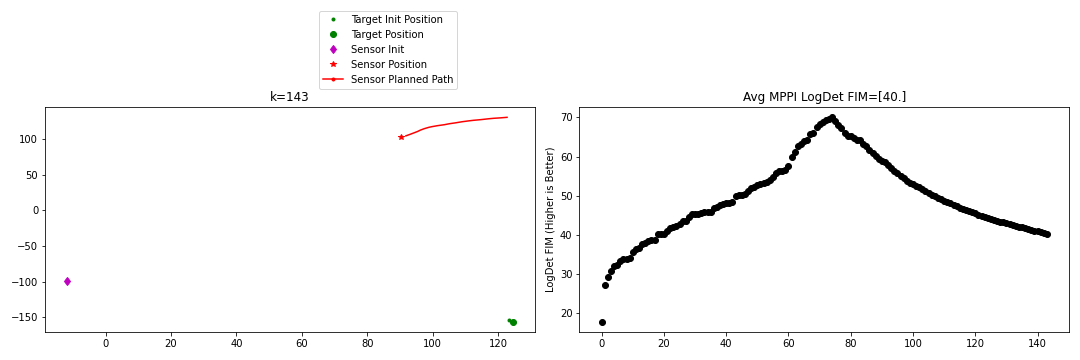 Target Init Position
Target Position
Sensor Init
Sensor Position
Sensor Planned Path
k=143
100
50
0
−50
−100
−150
0 20 40 60 80 100 120
Avg MPPI LogDet FIM=[40.]
LogDet FIM (Higher is Better)
70
60
50
40
30
20
0 20 40 60 80 100 120 140